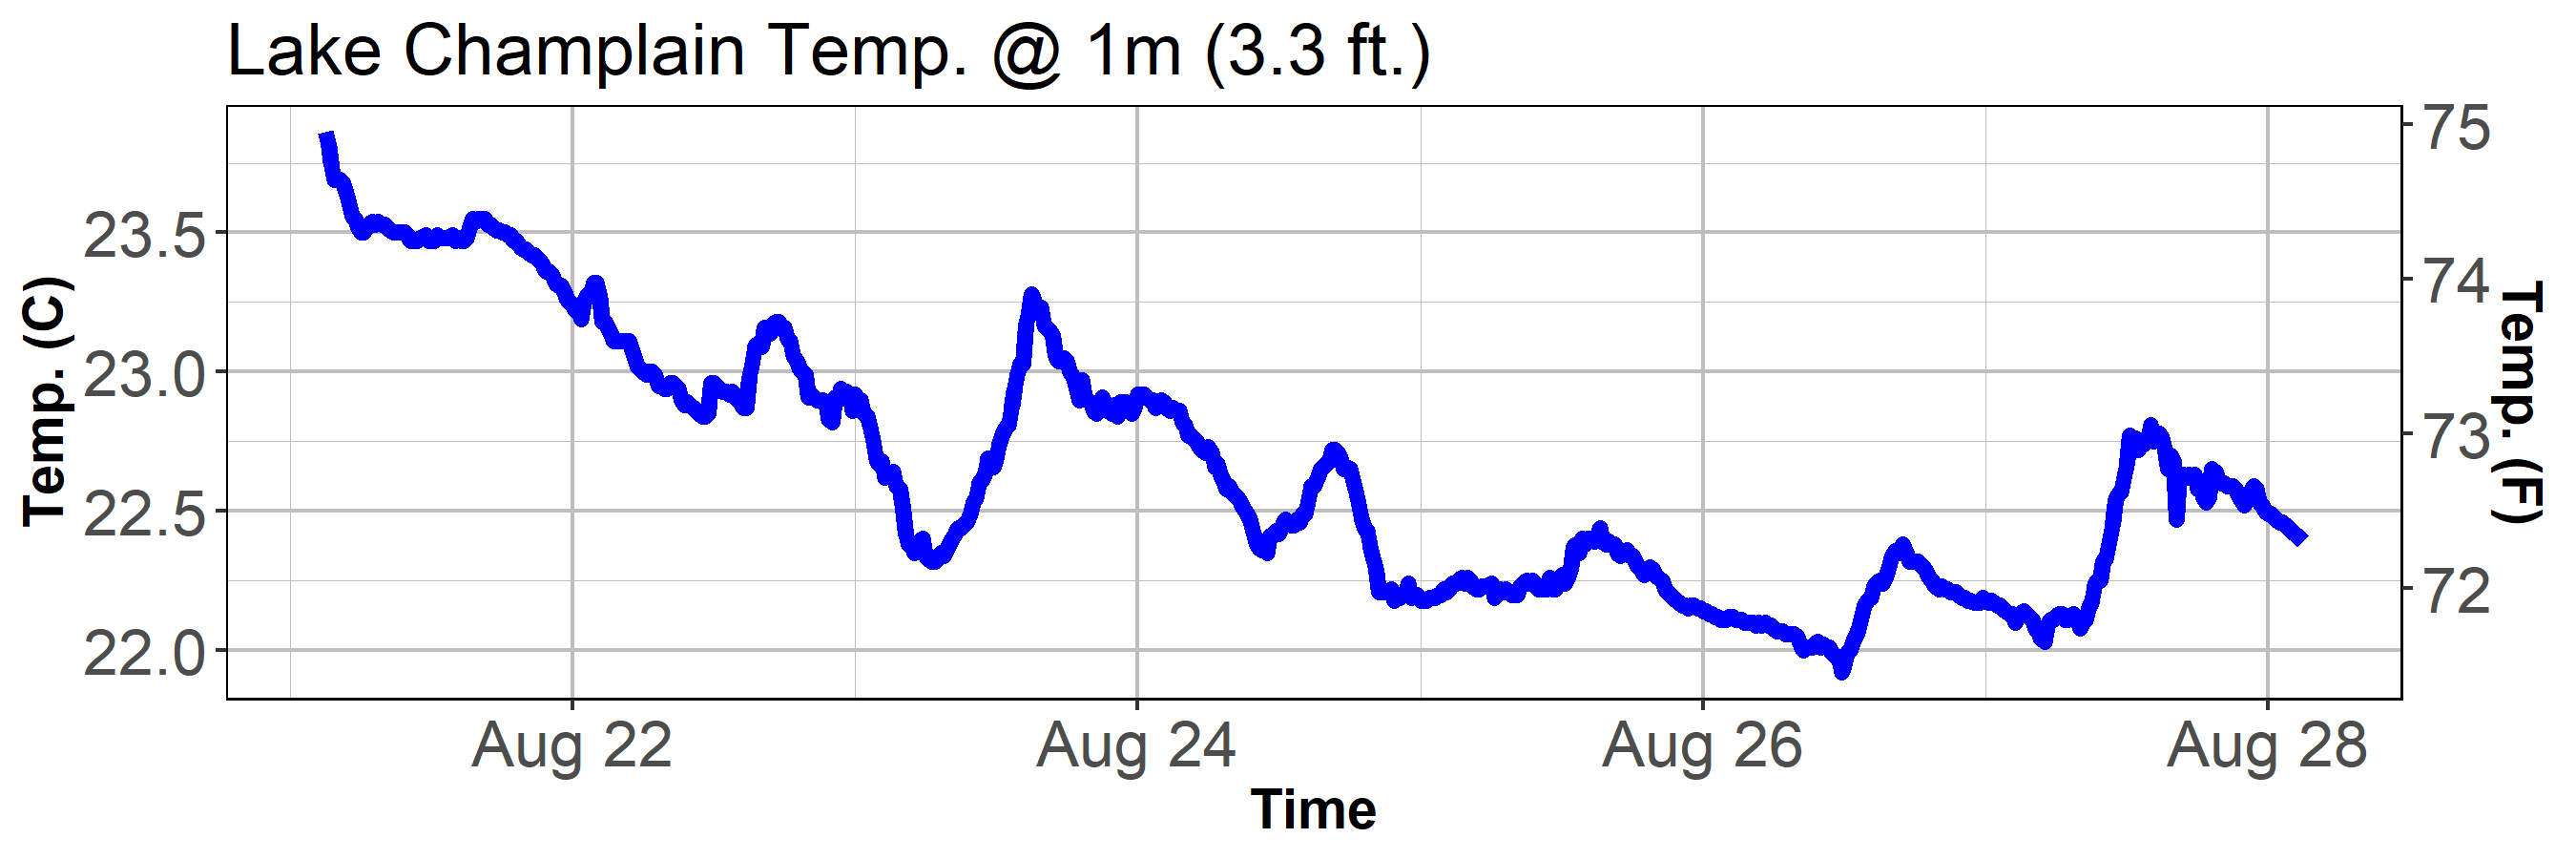 Lake Champlain Temp. @ 1m (3.3 ft.)
Temp. (C)
23.5
23.0
22.5
22.0
75
74
73
72
Temp. (F)
Aug 22
Aug 24
Aug 26
Aug 28
Time